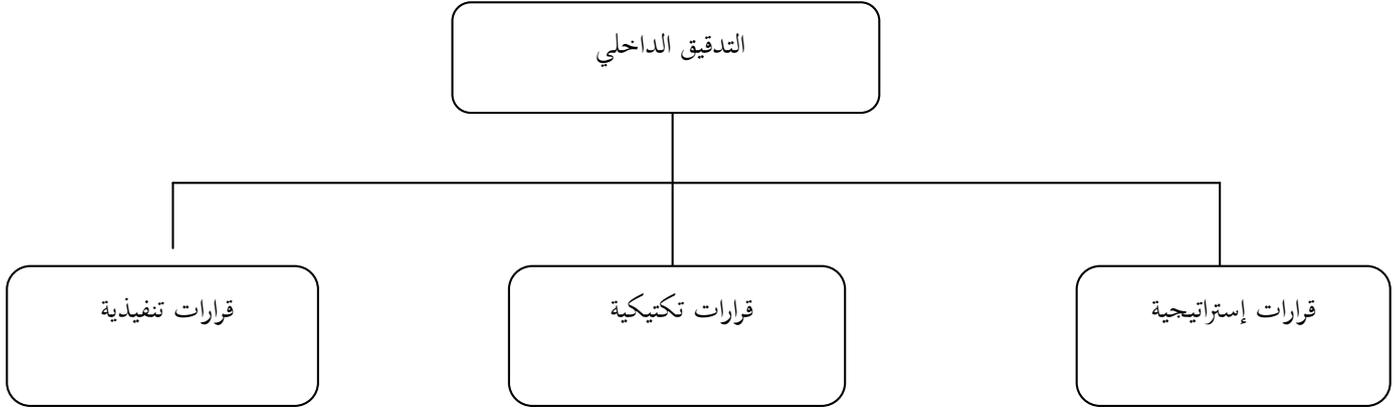 التدقيق الداخلي
قرارات إستراتيجية
قرارات تكتيكية
قرارات تنفيذية